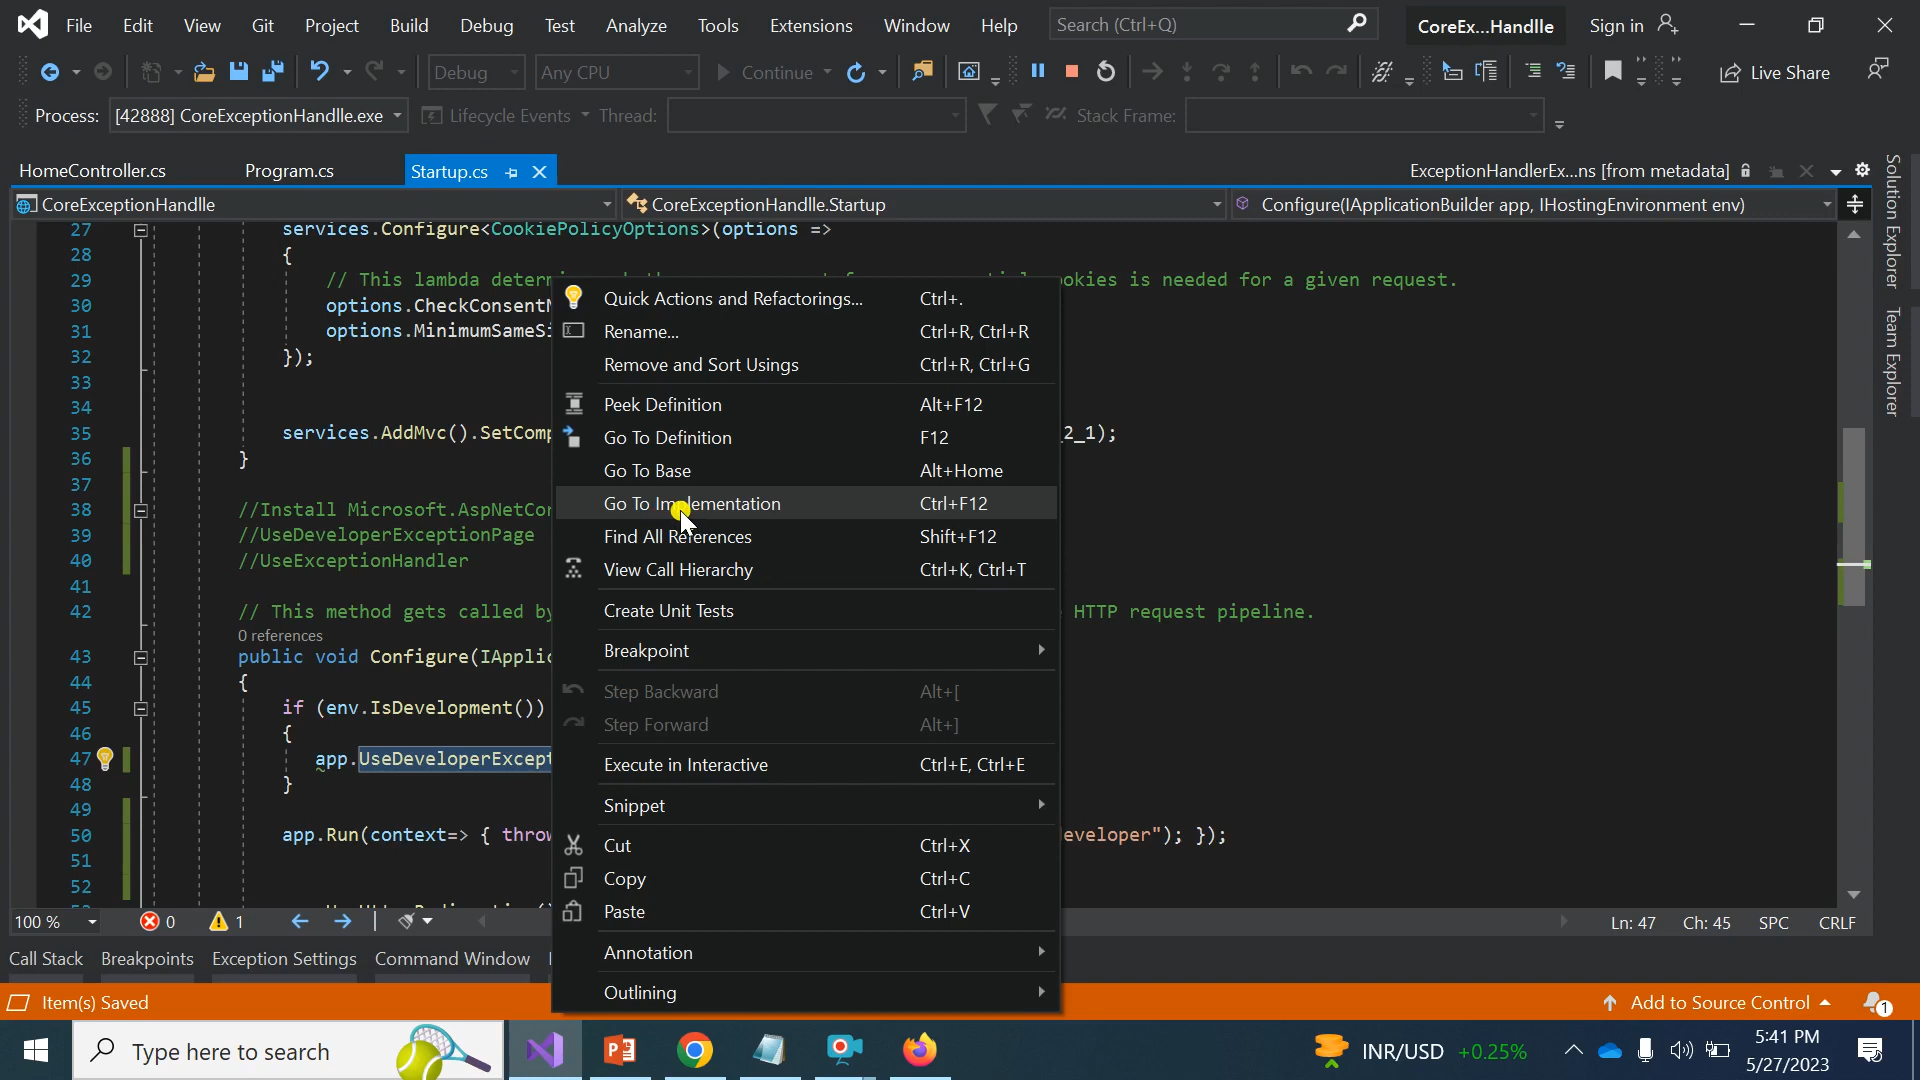 File Edit View Git Project Build Debug Test Analyze Tools Extensions Window Help Search (Ctrl+Q) CoreEx...Handlle Sign in
Debug Any CPU Continue Live Share
Process: [42888] CoreExceptionHandlle.exe Lifecycle Events Thread: Stack Frame:
HomeController.cs Program.cs Startup.cs ExceptionHandlerEx...ns [from metadata]
CoreExceptionHandlle CoreExceptionHandlle.Startup Configure(IApplicationBuilder app, IHostingEnvironment env)
Solution Explorer
Team Explorer
27 services.Configure<CookiePolicyOptions>(options =>
28 {
29 // This lambda determ okies is needed for a given request.
30 options.CheckConsent
31 options.MinimumSameSi
32 });
33
34
35 services.AddMvc().SetComp _2_1);
36 }
37
38 //Install Microsoft.AspNetCor
39 //UseDeveloperExceptionPage
40 //UseExceptionHandler
41
42 // This method gets called by HTTP request pipeline.
0 references
43 public void Configure(IApplic
44 {
45 if (env.IsDevelopment())
46 {
47 app.UseDeveloperExcept
48 }
49
50 app.Run(context=> { throw eveloper"); });
51
52
Quick Actions and Refactorings... Ctrl+.
Rename... Ctrl+R, Ctrl+R
Remove and Sort Usings Ctrl+R, Ctrl+G
Peek Definition Alt+F12
Go To Definition F12
Go To Base Alt+Home
Go To Implementation Ctrl+F12
Find All References Shift+F12
View Call Hierarchy Ctrl+K, Ctrl+T
Create Unit Tests
Breakpoint
Step Backward Alt+[
Step Forward Alt+]
Execute in Interactive Ctrl+E, Ctrl+E
Snippet
Cut Ctrl+X
Copy Ctrl+C
Paste Ctrl+V
Annotation
Outlining
100 % 0 1 Ln: 47 Ch: 45 SPC CRLF
Call Stack Breakpoints Exception Settings Command Window
Item(s) Saved Add to Source Control 1
Type here to search INR/USD +0.25% 5:41 PM
5/27/2023